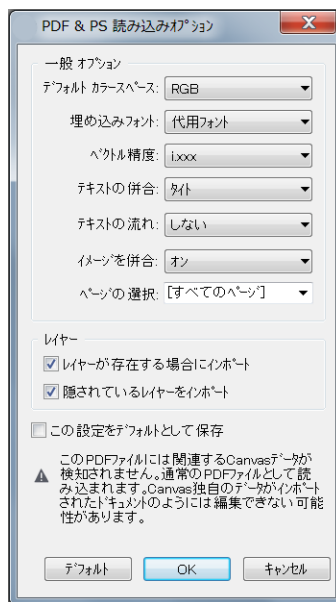 PDF & PS 読み込みオプション
X
一般 オプション
デフォルト カラースペース: RGB
埋め込みフォント: 代用フォント
ベクトル精度: i.xxx
テキストの併合: タイト
テキストの流れ: しない
イメージを併合: オン
ページの選択: [すべてのページ]
レイヤー
レイヤーが存在する場合にインポート
隠されているレイヤーをインポート
この設定をデフォルトとして保存
このPDFファイルには関連するCanvasデータが
検知されません。通常のPDFファイルとして読
み込まれます。Canvas独自のデータがインポート
されたドキュメントのようには編集できない可能
性があります。
デフォルト OK キャンセル